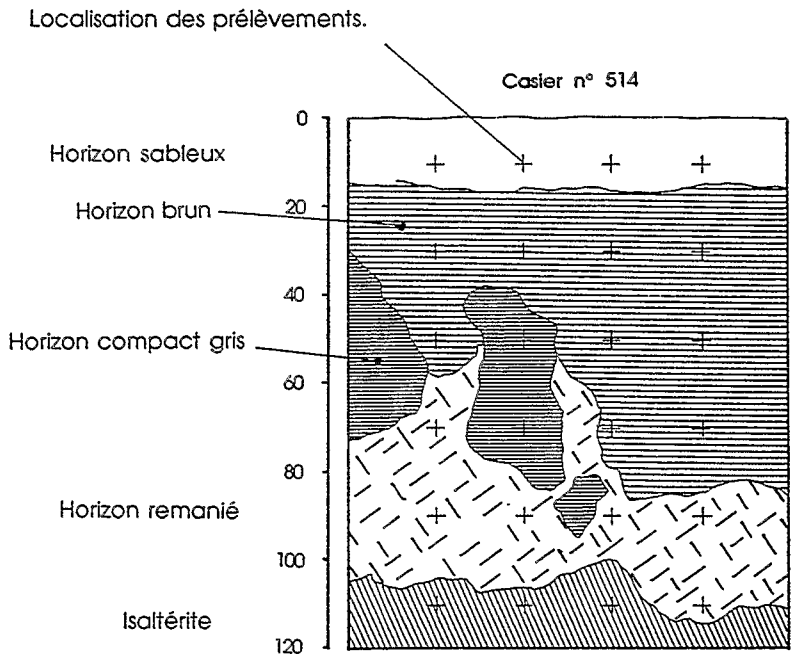 Localisation des prélèvements.
Casier n° 514
0
Horizon sableux
20
Horizon brun
40
Horizon compact gris
60
80
Horizon remanié
100
Isaltérite
120